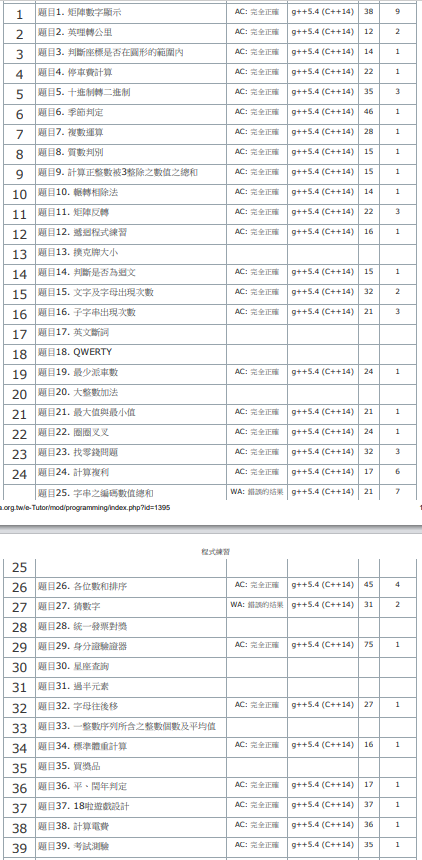 1 題目1. 矩陣數字顯示 AC: 完全正確 g++5.4 (C++14) 38 9
2 題目2. 英哩轉公里 AC: 完全正確 g++5.4 (C++14) 12 2
3 題目3. 判斷座標是否在圓形的範圍內 AC: 完全正確 g++5.4 (C++14) 14 1
4 題目4. 停車費計算 AC: 完全正確 g++5.4 (C++14) 22 1
5 題目5. 十進制轉二進制 AC: 完全正確 g++5.4 (C++14) 35 3
6 題目6. 季節判定 AC: 完全正確 g++5.4 (C++14) 46 1
7 題目7. 複數運算 AC: 完全正確 g++5.4 (C++14) 28 1
8 題目8. 質數判別 AC: 完全正確 g++5.4 (C++14) 15 1
9 題目9. 計算正整數被3整除之數值之總和 AC: 完全正確 g++5.4 (C++14) 15 1
10 題目10. 輾轉相除法 AC: 完全正確 g++5.4 (C++14) 14 1
11 題目11. 矩陣反轉 AC: 完全正確 g++5.4 (C++14) 22 3
12 題目12. 遞迴程式練習 AC: 完全正確 g++5.4 (C++14) 16 1
13 題目13. 撲克牌大小
14 題目14. 判斷是否為迴文 AC: 完全正確 g++5.4 (C++14) 15 1
15 題目15. 文字及字母出現次數 AC: 完全正確 g++5.4 (C++14) 32 2
16 題目16. 子字串出現次數 AC: 完全正確 g++5.4 (C++14) 21 3
17 題目17. 英文斷詞
18 題目18. QWERTY
19 題目19. 最少派車數 AC: 完全正確 g++5.4 (C++14) 24 1
20 題目20. 大整數加法
21 題目21. 最大值與最小值 AC: 完全正確 g++5.4 (C++14) 21 1
22 題目22. 圈圈叉叉 AC: 完全正確 g++5.4 (C++14) 24 1
23 題目23. 找零錢問題 AC: 完全正確 g++5.4 (C++14) 32 3
24 題目24. 計算複利 AC: 完全正確 g++5.4 (C++14) 17 6
題目25. 字串之編碼數值總和 WA: 錯誤的結果 g++5.4 (C++14) 21 7
a.org.tw/e-Tutor/mod/programming/index.php?id=1395
程式練習
25
26 題目26. 各位數和排序 AC: 完全正確 g++5.4 (C++14) 45 4
27 題目27. 猜數字 WA: 錯誤的結果 g++5.4 (C++14) 31 2
28 題目28. 統一發票對獎
29 題目29. 身分證驗證器 AC: 完全正確 g++5.4 (C++14) 75 1
30 題目30. 星座查詢
31 題目31. 過半元素
32 題目32. 字母往後移 AC: 完全正確 g++5.4 (C++14) 27 1
33 題目33. 一整數序列所含之整數個數及平均值
34 題目34. 標準體重計算 AC: 完全正確 g++5.4 (C++14) 16 1
35 題目35. 買獎品
36 題目36. 平、閏年判定 AC: 完全正確 g++5.4 (C++14) 17 1
37 題目37. 18啦遊戲設計 AC: 完全正確 g++5.4 (C++14) 37 1
38 題目38. 計算電費 AC: 完全正確 g++5.4 (C++14) 36 1
39 題目39. 考試測驗 AC: 完全正確 g++5.4 (C++14) 35 1